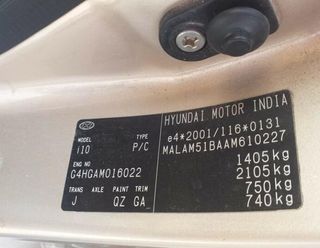 HYUNDAI MOTOR INDIA
MODEL TYPE
i10 P/C
e4*2001/116*0131
MALAM51BAAM610227
ENG NO
G4HGAM016022
1405kg
2105kg
TRANS AXLE PAINT TRIM
750kg
J QZ GA
740kg